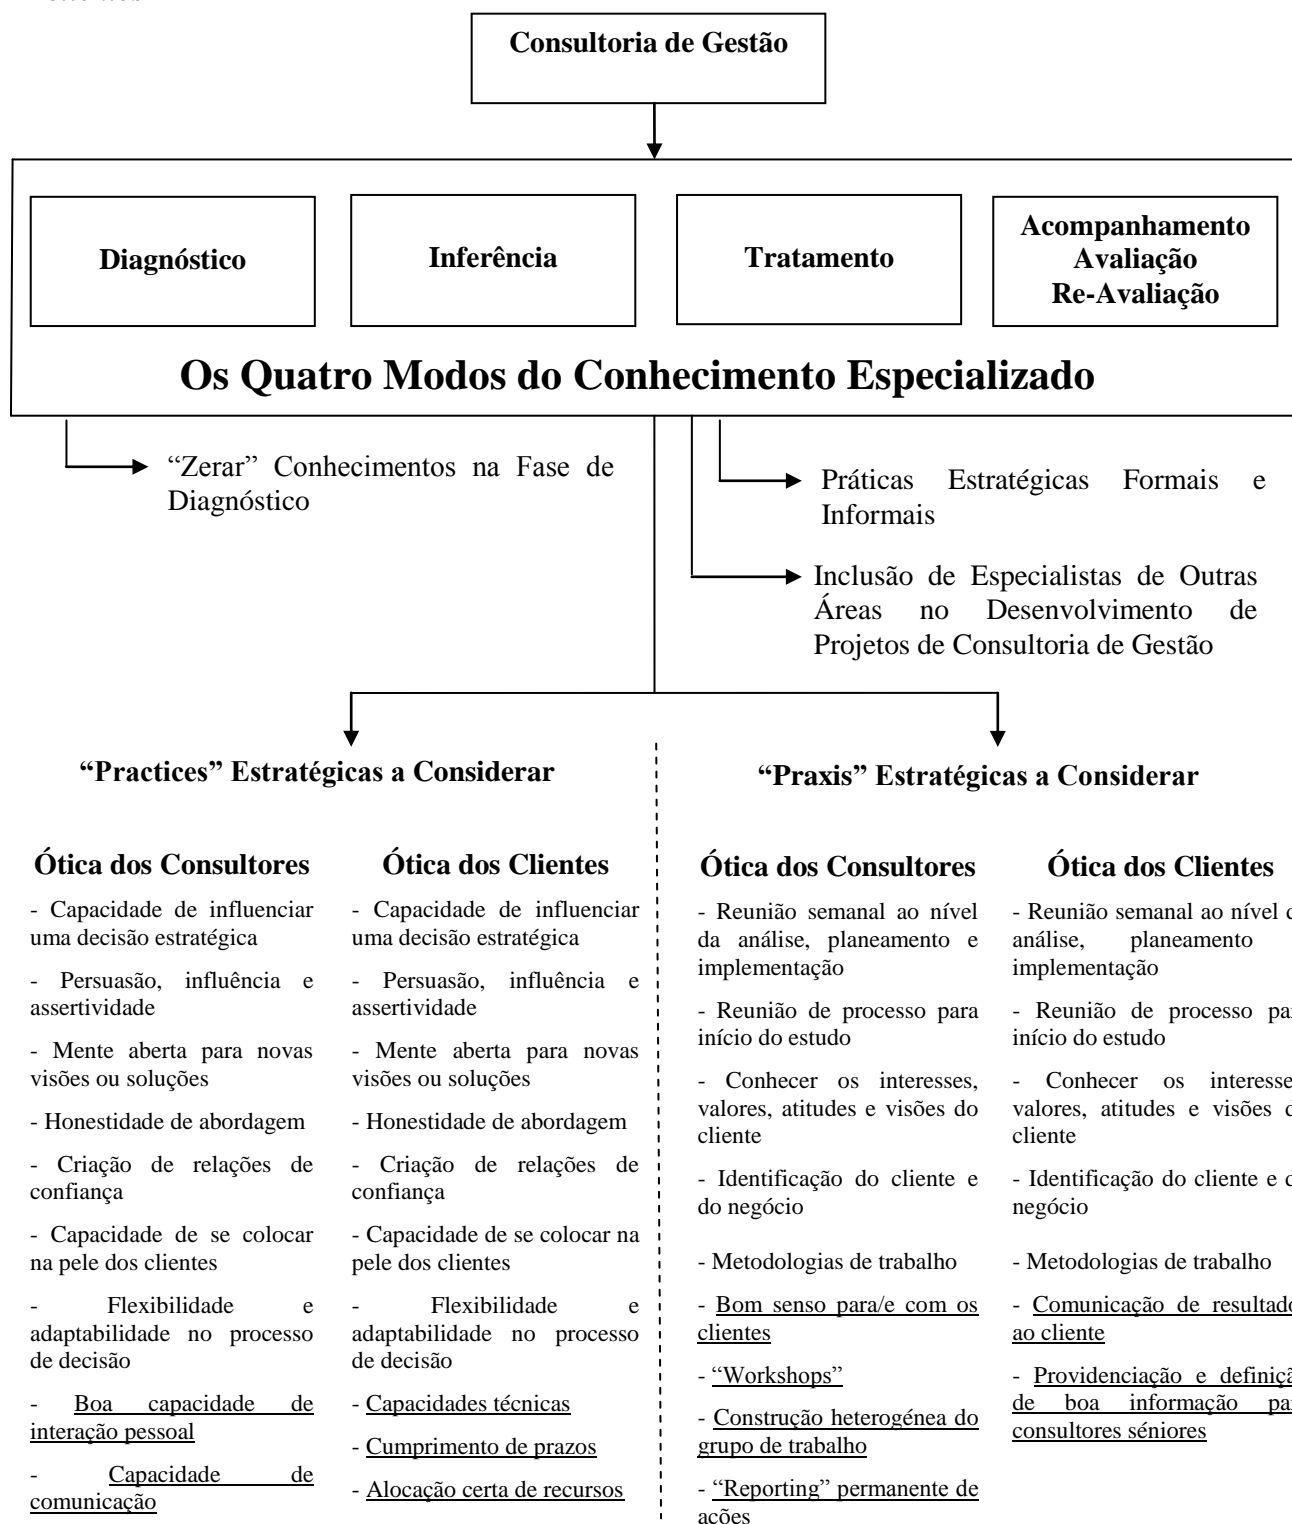 Consultoria de Gestão
Diagnóstico
Inferência
Tratamento
Acompanhamento
Avaliação
Re-Avaliação
Os Quatro Modos do Conhecimento Especializado
“Zerar” Conhecimentos na Fase de
Diagnóstico
Práticas Estratégicas Formais e
Informais
Inclusão de Especialistas de Outras
Áreas no Desenvolvimento de
Projetos de Consultoria de Gestão
“Practices” Estratégicas a Considerar
Ótica dos Consultores
- Capacidade de influenciar
uma decisão estratégica
- Persuasão, influência e
assertividade
- Mente aberta para novas
visões ou soluções
- Honestidade de abordagem
- Criação de relações de
confiança
- Capacidade de se colocar
na pele dos clientes
- Flexibilidade e
adaptabilidade no processo
de decisão
- Boa capacidade de
interação pessoal
- Capacidade de
comunicação
Ótica dos Clientes
- Capacidade de influenciar
uma decisão estratégica
- Persuasão, influência e
assertividade
- Mente aberta para novas
visões ou soluções
- Honestidade de abordagem
- Criação de relações de
confiança
- Capacidade de se colocar na
pele dos clientes
- Flexibilidade e
adaptabilidade no processo
de decisão
- Capacidades técnicas
- Cumprimento de prazos
- Alocação certa de recursos
“Praxis” Estratégicas a Considerar
Ótica dos Consultores
- Reunião semanal ao nível
da análise, planeamento e
implementação
- Reunião de processo para
início do estudo
- Conhecer os interesses,
valores, atitudes e visões do
cliente
- Identificação do cliente e
do negócio
- Metodologias de trabalho
- Bom senso para/e com os
clientes
- “Workshops”
- Construção heterogénea do
grupo de trabalho
- “Reporting” permanente de
ações
Ótica dos Clientes
- Reunião semanal ao nível
análise, planeamento
implementação
- Reunião de processo
início do estudo
- Conhecer os
valores, atitudes e visões
cliente
- Identificação do cliente e
negócio
- Metodologias de trabalho
- Comunicação de
ao cliente
- Providenciação e
de boa informação
consultores séniores